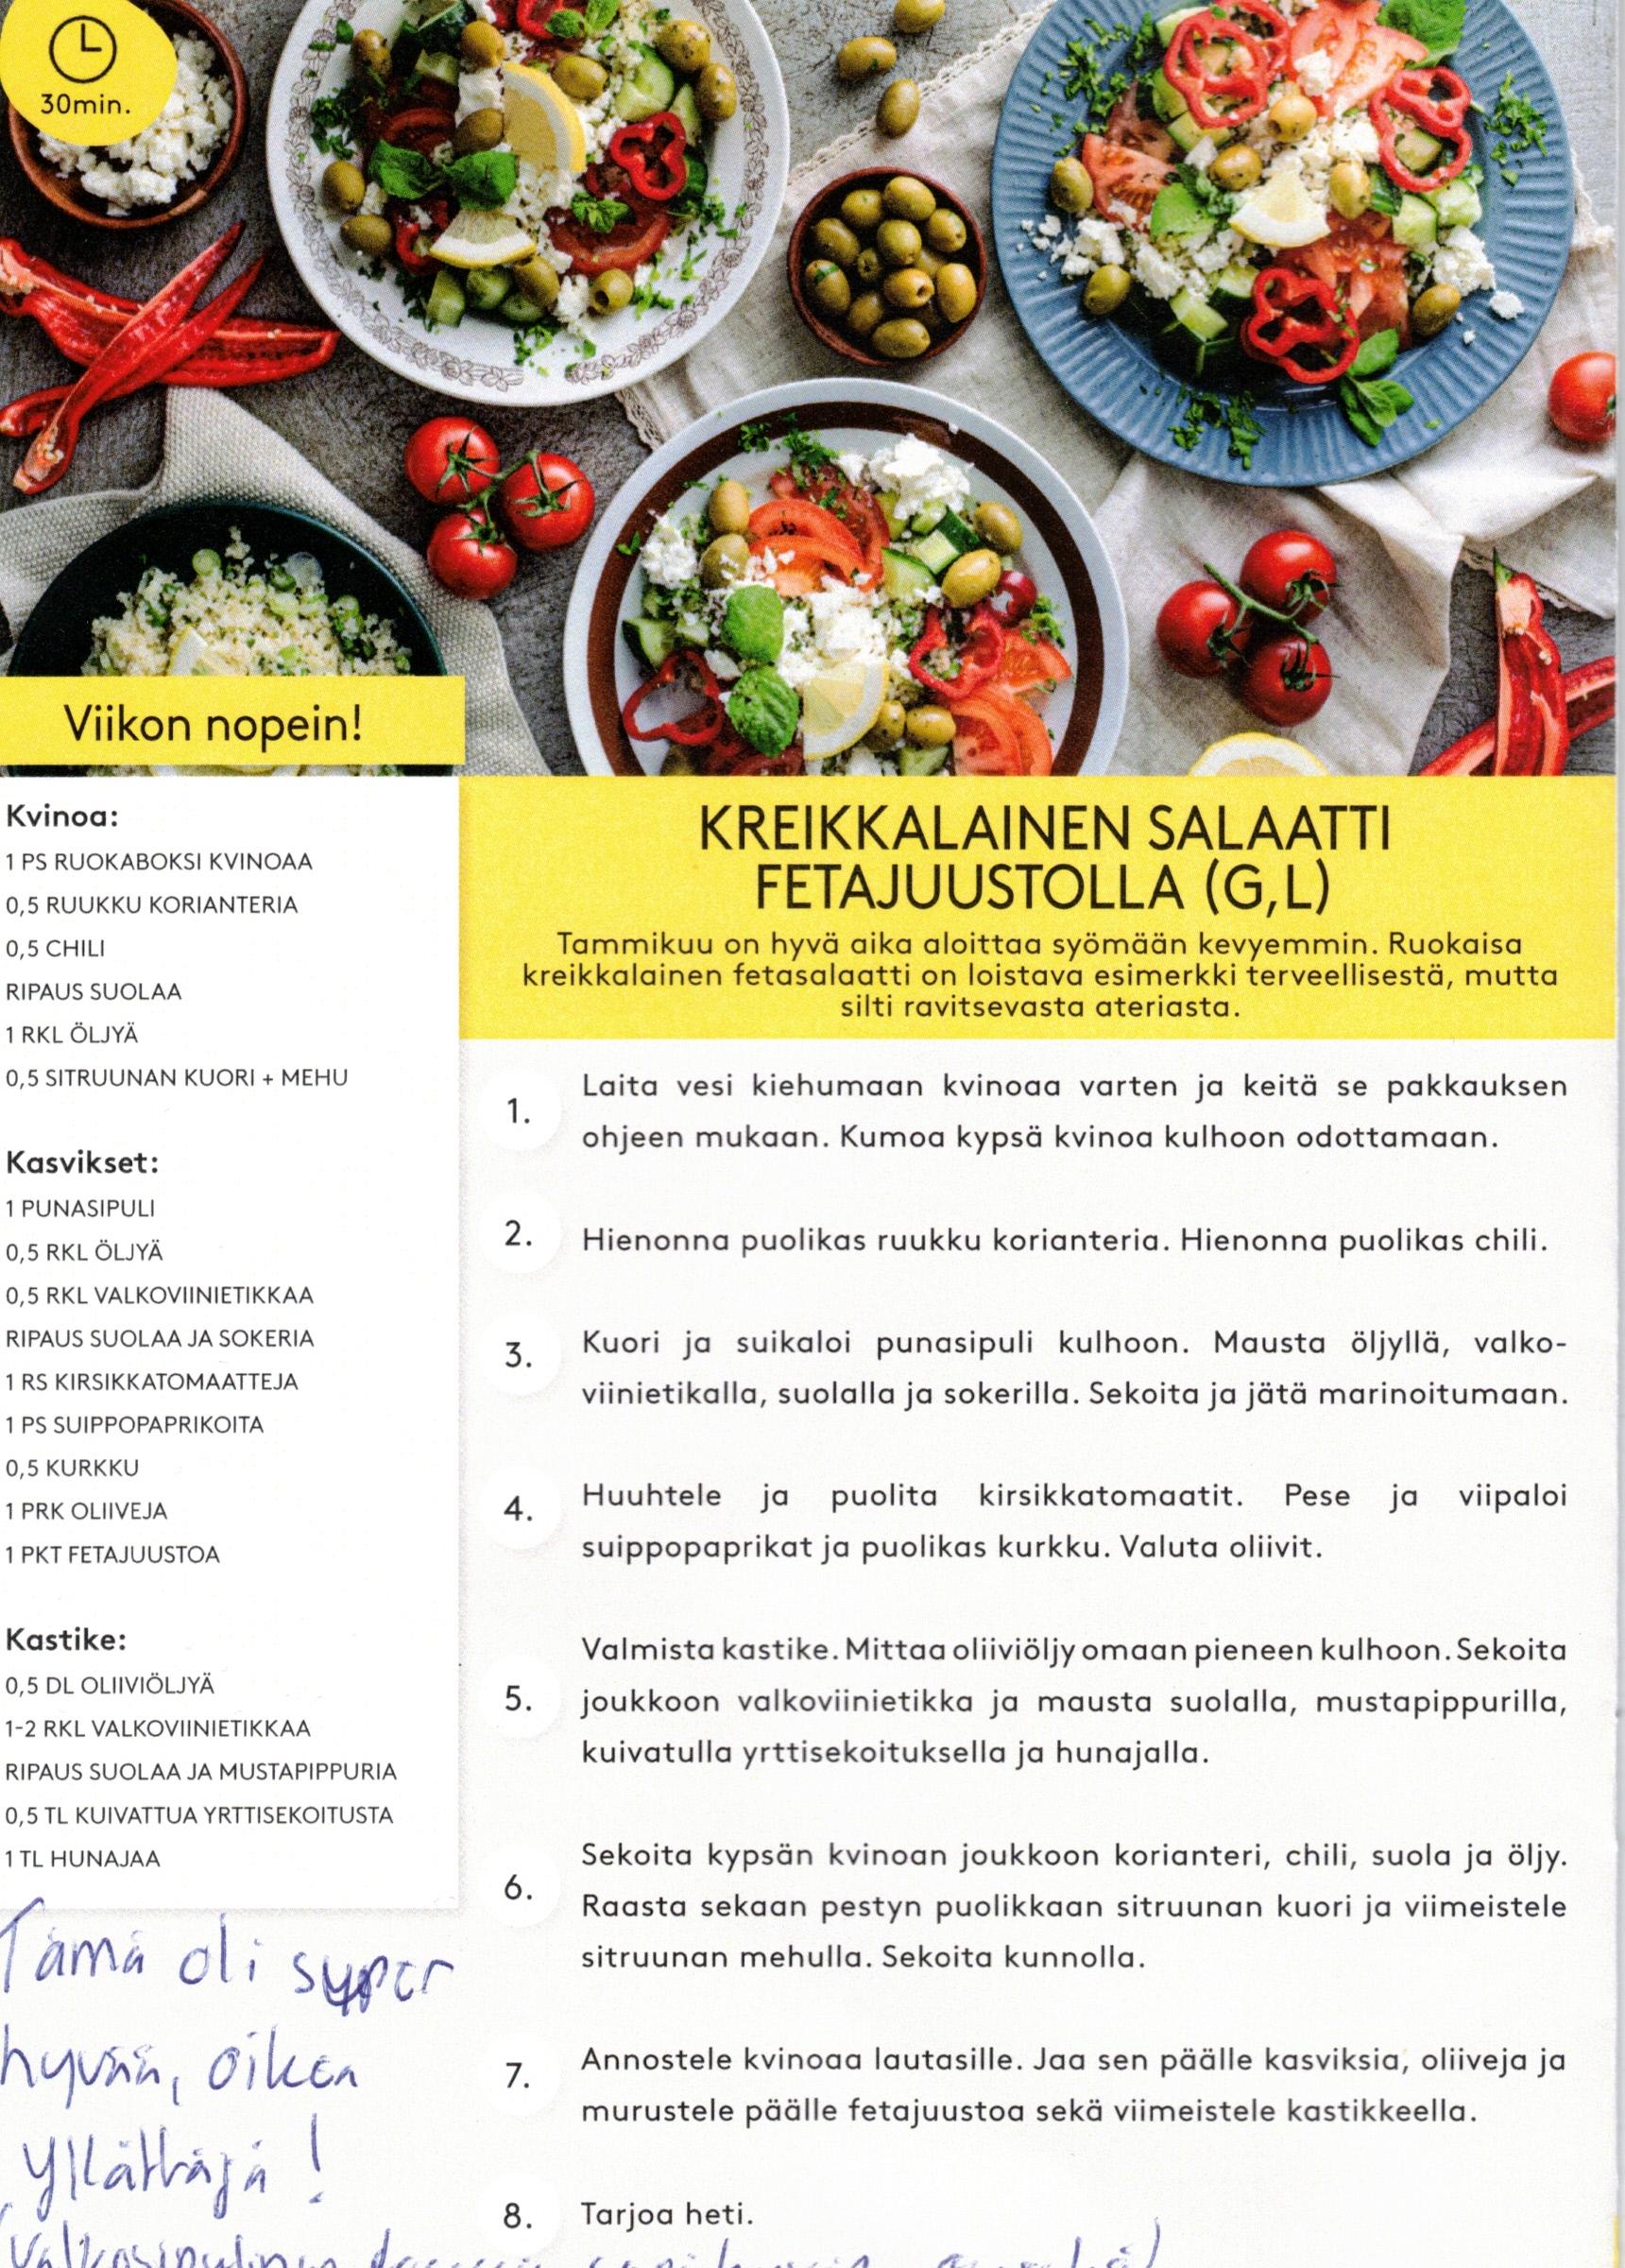 30min.
Viikon nopein!
Kvinoa:
1 PS RUOKABOKSI KVINOAA
0,5 RUUKKU KORIANTERIA
0,5 CHILI
RIPAUS SUOLAA
1 RKL ÖLJYÄ
0,5 SITRUUNAN KUORI + MEHU
Kasvikset:
1 PUNASIPULI
0,5 RKL ÖLJYÄ
0,5 RKL VALKOVIINIETIKKAA
RIPAUS SUOLAA JA SOKERIA
1 RS KIRSIKKATOMAATTEJA
1 PS SUIPPOPAPRIKOITA
0,5 KURKKU
1 PRK OLIIVEJA
1 PKT FETAJUUSTOA
Kastike:
0,5 DL OLIIVIÖLJYÄ
1-2 RKL VALKOVIINIETIKKAA
RIPAUS SUOLAA JA MUSTAPIPPURIA
0,5 TL KUIVATTUA YRTTISEKOITUSTA
1 TL HUNAJAA
Tämä oli super
hyvää, oikea
yllättäjä!
KREIKKALAINEN SALAATTI
FETAJUUSTOLLA (G,L)
Tammikuu on hyvä aika aloittaa syömään kevyemmin. Ruokaisa
kreikkalainen fetasalaatti on loistava esimerkki terveellisestä, mutta
silti ravitsevasta ateriasta.
1. Laita vesi kiehumaan kvinoaa varten ja keitä se pakkauksen
ohjeen mukaan. Kumoa kypsä kvinoa kulhoon odottamaan.
2. Hienonna puolikas ruukku korianteria. Hienonna puolikas chili.
3. Kuori ja suikaloi punasipuli kulhoon. Mausta öljyllä, valko-
viinietikalla, suolalla ja sokerilla. Sekoita ja jätä marinoitumaan.
4. Huuhtele ja puolita kirsikkatomaatit. Pese ja viipaloi
suippopaprikat ja puolikas kurkku. Valuta oliivit.
5. Valmista kastike. Mittaa oliiviöljy omaan pieneen kulhoon. Sekoita
joukkoon valkoviinietikka ja mausta suolalla, mustapippurilla,
kuivatulla yrttisekoituksella ja hunajalla.
6. Sekoita kypsän kvinoan joukkoon korianteri, chili, suola ja öljy.
Raasta sekaan pestyn puolikkaan sitruunan kuori ja viimeistele
sitruunan mehulla. Sekoita kunnolla.
7. Annostele kvinoaa lautasille. Jaa sen päälle kasviksia, oliiveja ja
murustele päälle fetajuustoa sekä viimeistele kastikkeella.
8. Tarjoa heti.